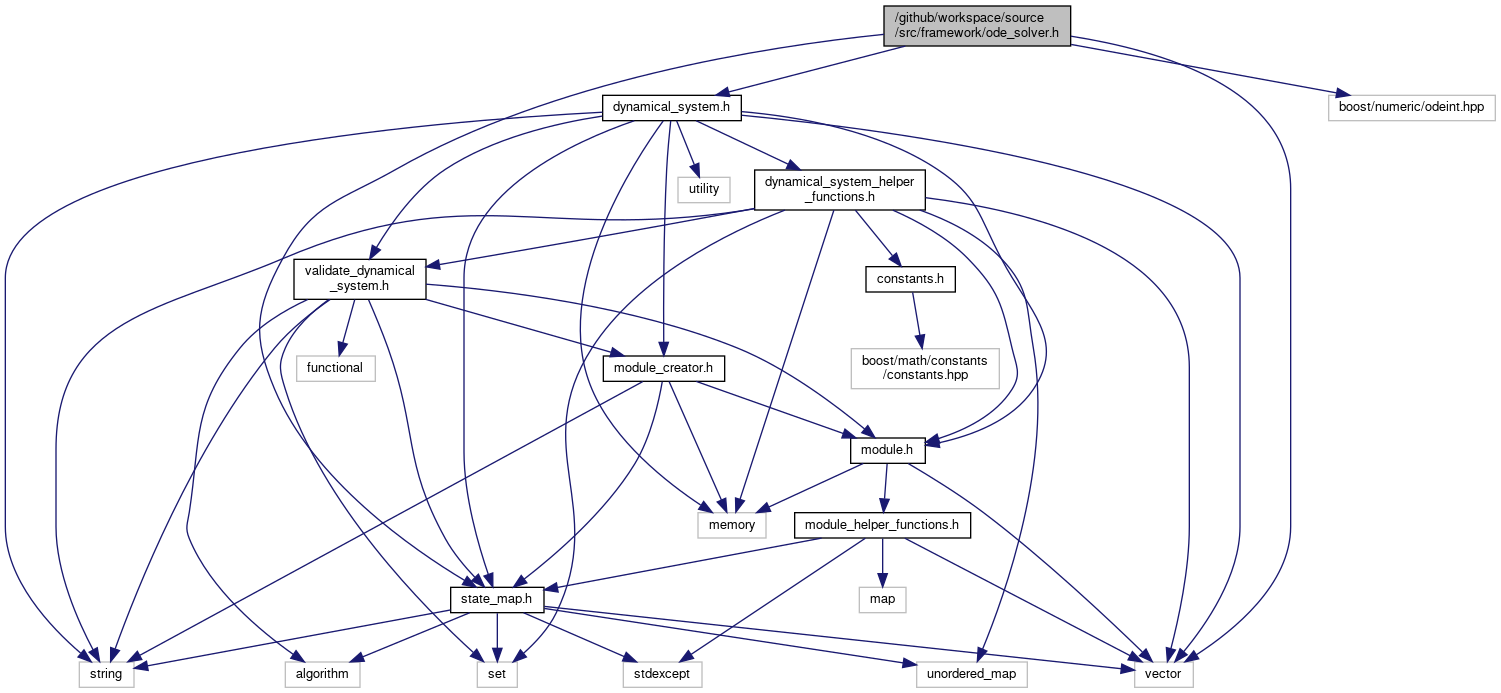 /github/workspace/source
/src/framework/ode_solver.h
dynamical_system.h
boost/numeric/odeint.hpp
utility
dynamical_system_helper
_functions.h
validate_dynamical
_system.h
constants.h
functional
module_creator.h
boost/math/constants
/constants.hpp
module.h
memory
module_helper_functions.h
state_map.h
map
string
algorithm
set
stdexcept
unordered_map
vector